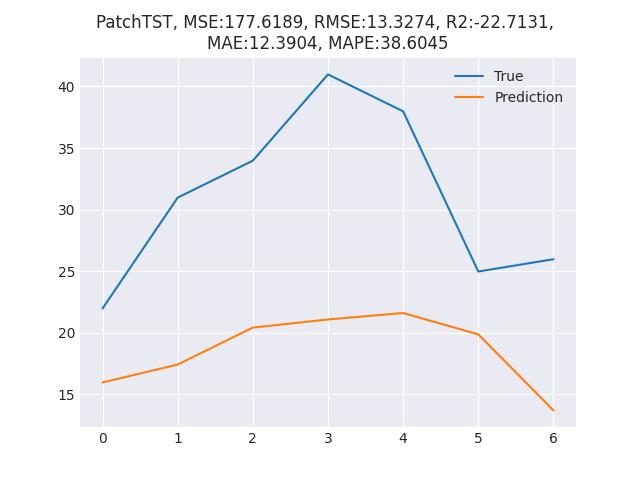 PatchTST, MSE:177.6189, RMSE:13.3274, R2:-22.7131,
MAE:12.3904, MAPE:38.6045
True
Prediction
40
35
30
25
20
15
0 1 2 3 4 5 6